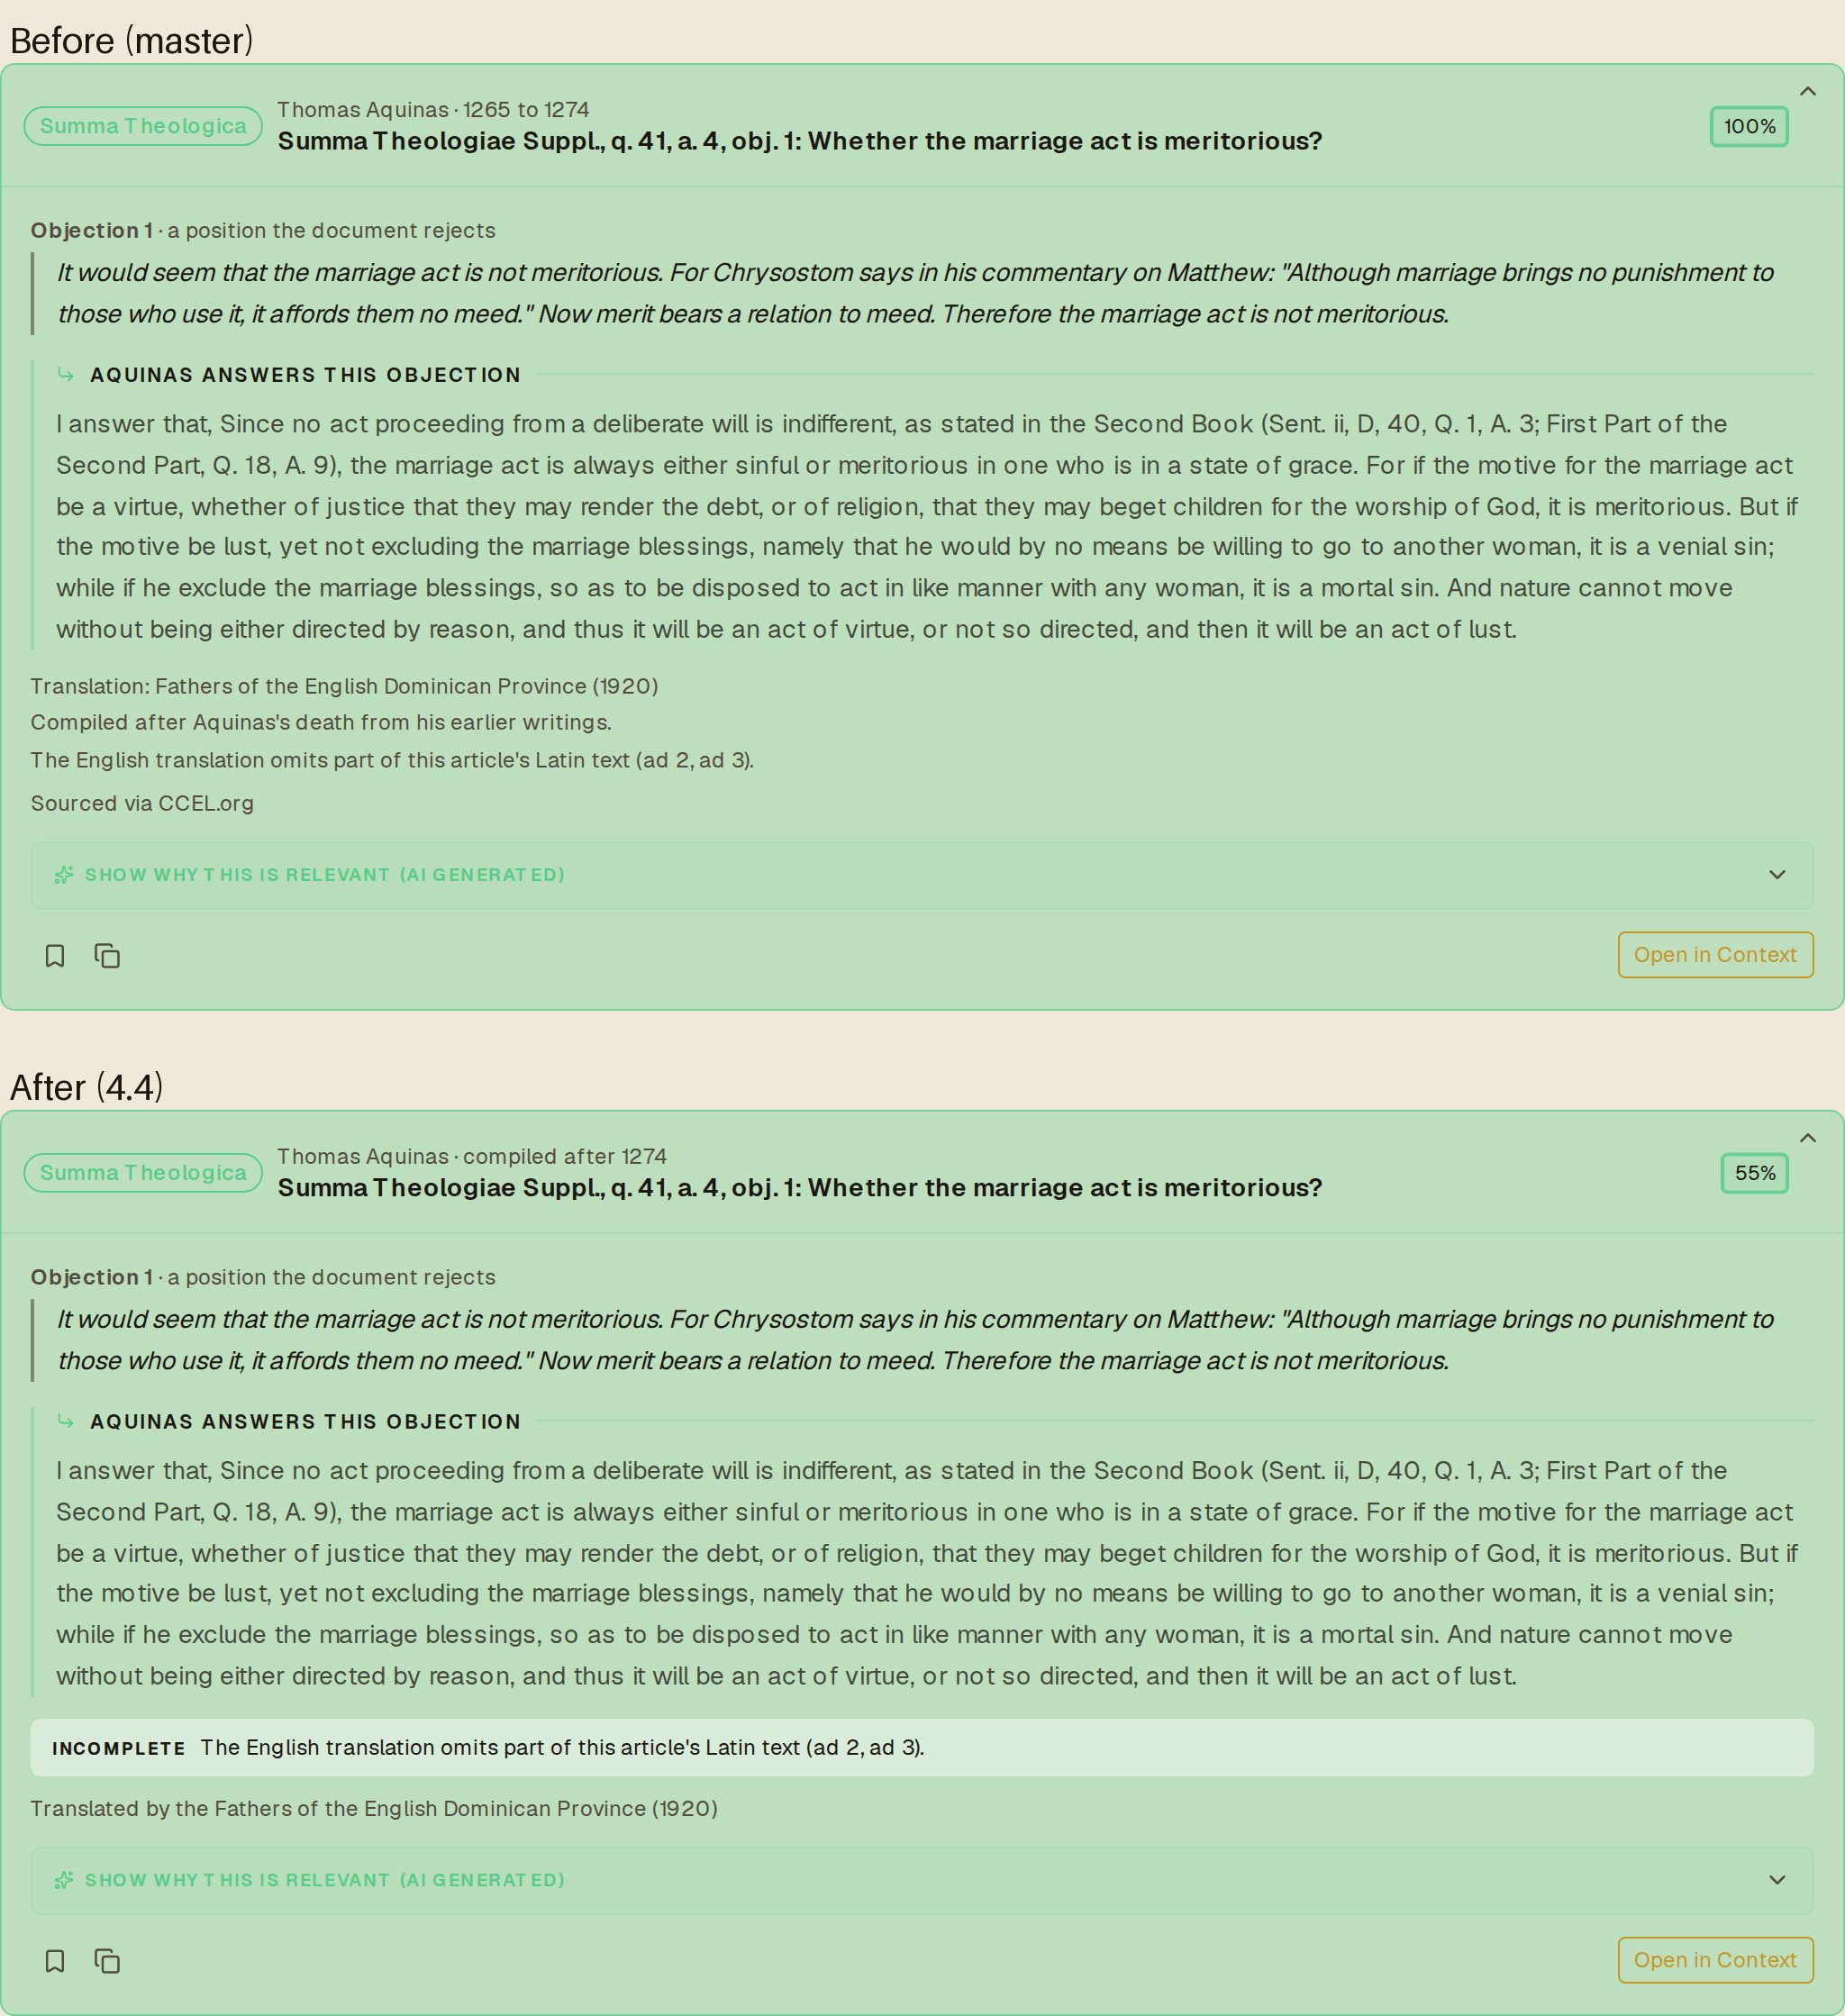 Before (master)
Summa Theologica
Thomas Aquinas · 1265 to 1274
Summa Theologiae Suppl., q. 41, a. 4, obj. 1: Whether the marriage act is meritorious?
100%
Objection 1 · a position the document rejects
It would seem that the marriage act is not meritorious. For Chrysostom says in his commentary on Matthew: "Although marriage brings no punishment to
those who use it, it affords them no meed." Now merit bears a relation to meed. Therefore the marriage act is not meritorious.
AQUINAS ANSWERS THIS OBJECTION
I answer that, Since no act proceeding from a deliberate will is indifferent, as stated in the Second Book (Sent. ii, D, 40, Q. 1, A. 3; First Part of the
Second Part, Q. 18, A. 9), the marriage act is always either sinful or meritorious in one who is in a state of grace. For if the motive for the marriage act
be a virtue, whether of justice that they may render the debt, or of religion, that they may beget children for the worship of God, it is meritorious. But if
the motive be lust, yet not excluding the marriage blessings, namely that he would by no means be willing to go to another woman, it is a venial sin;
while if he exclude the marriage blessings, so as to be disposed to act in like manner with any woman, it is a mortal sin. And nature cannot move
without being either directed by reason, and thus it will be an act of virtue, or not so directed, and then it will be an act of lust.
Translation: Fathers of the English Dominican Province (1920)
Compiled after Aquinas's death from his earlier writings.
The English translation omits part of this article's Latin text (ad 2, ad 3).
Sourced via CCEL.org
SHOW WHY THIS IS RELEVANT (AI GENERATED)
Open in Context
After (4.4)
Summa Theologica
Thomas Aquinas · compiled after 1274
Summa Theologiae Suppl., q. 41, a. 4, obj. 1: Whether the marriage act is meritorious?
55%
Objection 1 · a position the document rejects
It would seem that the marriage act is not meritorious. For Chrysostom says in his commentary on Matthew: "Although marriage brings no punishment to
those who use it, it affords them no meed." Now merit bears a relation to meed. Therefore the marriage act is not meritorious.
AQUINAS ANSWERS THIS OBJECTION
I answer that, Since no act proceeding from a deliberate will is indifferent, as stated in the Second Book (Sent. ii, D, 40, Q. 1, A. 3; First Part of the
Second Part, Q. 18, A. 9), the marriage act is always either sinful or meritorious in one who is in a state of grace. For if the motive for the marriage act
be a virtue, whether of justice that they may render the debt, or of religion, that they may beget children for the worship of God, it is meritorious. But if
the motive be lust, yet not excluding the marriage blessings, namely that he would by no means be willing to go to another woman, it is a venial sin;
while if he exclude the marriage blessings, so as to be disposed to act in like manner with any woman, it is a mortal sin. And nature cannot move
without being either directed by reason, and thus it will be an act of virtue, or not so directed, and then it will be an act of lust.
INCOMPLETE The English translation omits part of this article's Latin text (ad 2, ad 3).
Translated by the Fathers of the English Dominican Province (1920)
SHOW WHY THIS IS RELEVANT (AI GENERATED)
Open in Context